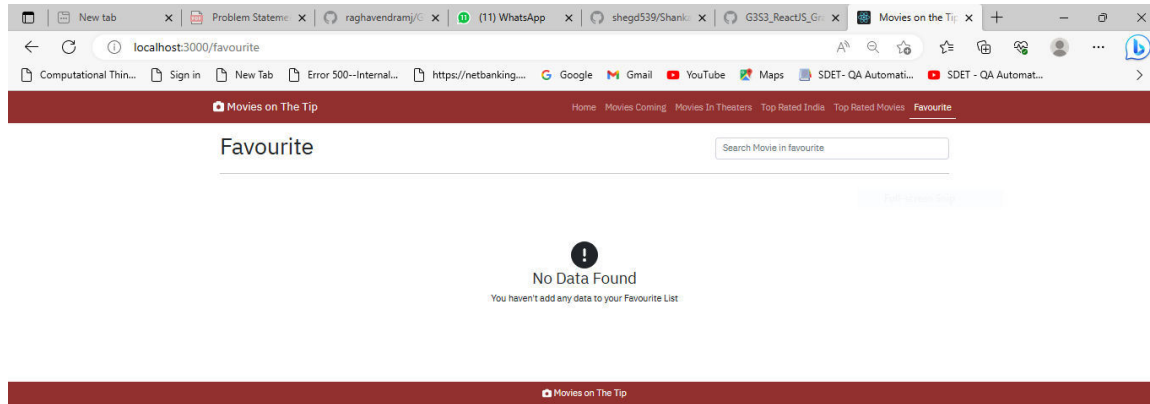 New tab
Problem Stateme
raghavendramj/G
(11) WhatsApp
shegd539/Shanka
G3S3_ReactJS_Gra
Movies on the Tip
localhost:3000/favourite
Computational Thin...
Sign in
New Tab
Error 500--Internal...
https://netbanking....
Google
Gmail
YouTube
Maps
SDET- QA Automati...
SDET - QA Automat...
Movies on The Tip
Home Movies Coming Movies In Theaters Top Rated India Top Rated Movies Favourite
Favourite
Search Movie in favourite
No Data Found
You haven't add any data to your Favourite List
Movies on The Tip